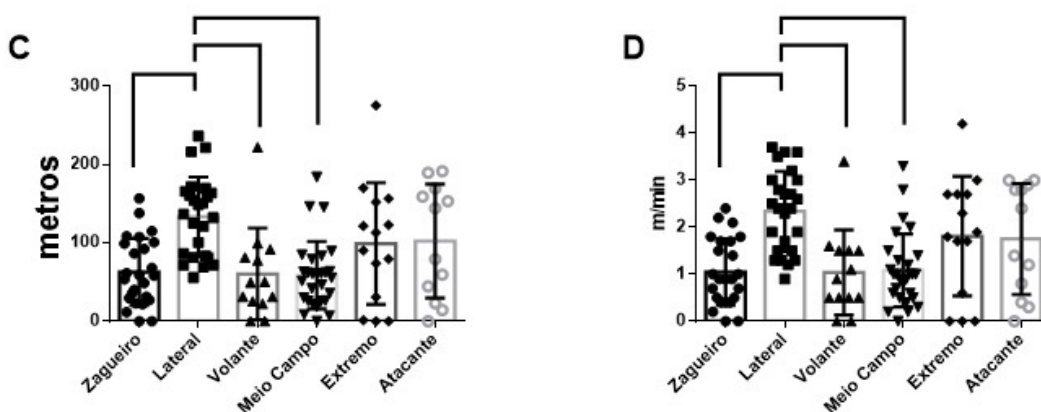 C
metros
300
200
100
0
Zagueiro
Lateral
Volante
Meio Campo
Extremo
Atacante
D
m/min
5
4
3
2
1
0
Zagueiro
Lateral
Volante
Meio Campo
Extremo
Atacante